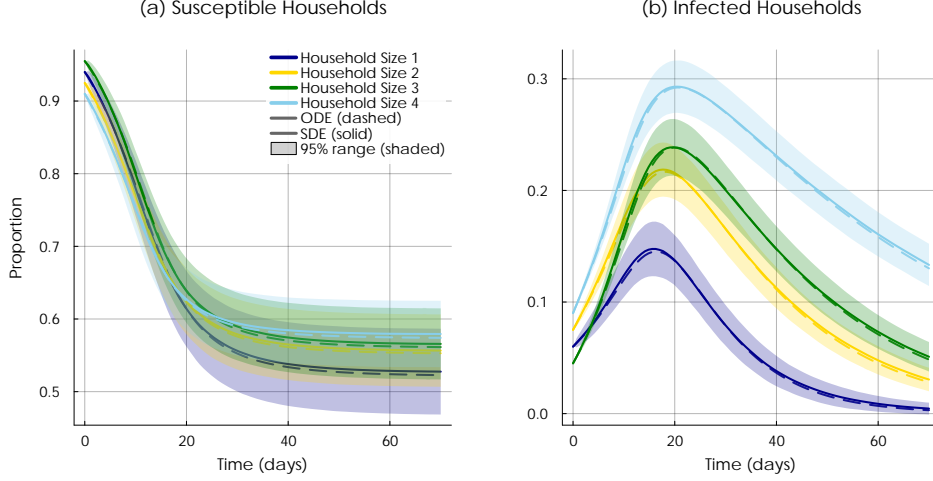 (a) Susceptible Households
Proportion
0.9
0.8
0.7
0.6
0.5
0
20
40
60
Time (days)
Household Size 1
Household Size 2
Household Size 3
Household Size 4
ODE (dashed)
SDE (solid)
95% range (shaded)
(b) Infected Households
0.3
0.2
0.1
0.0
0
20
40
60
Time (days)